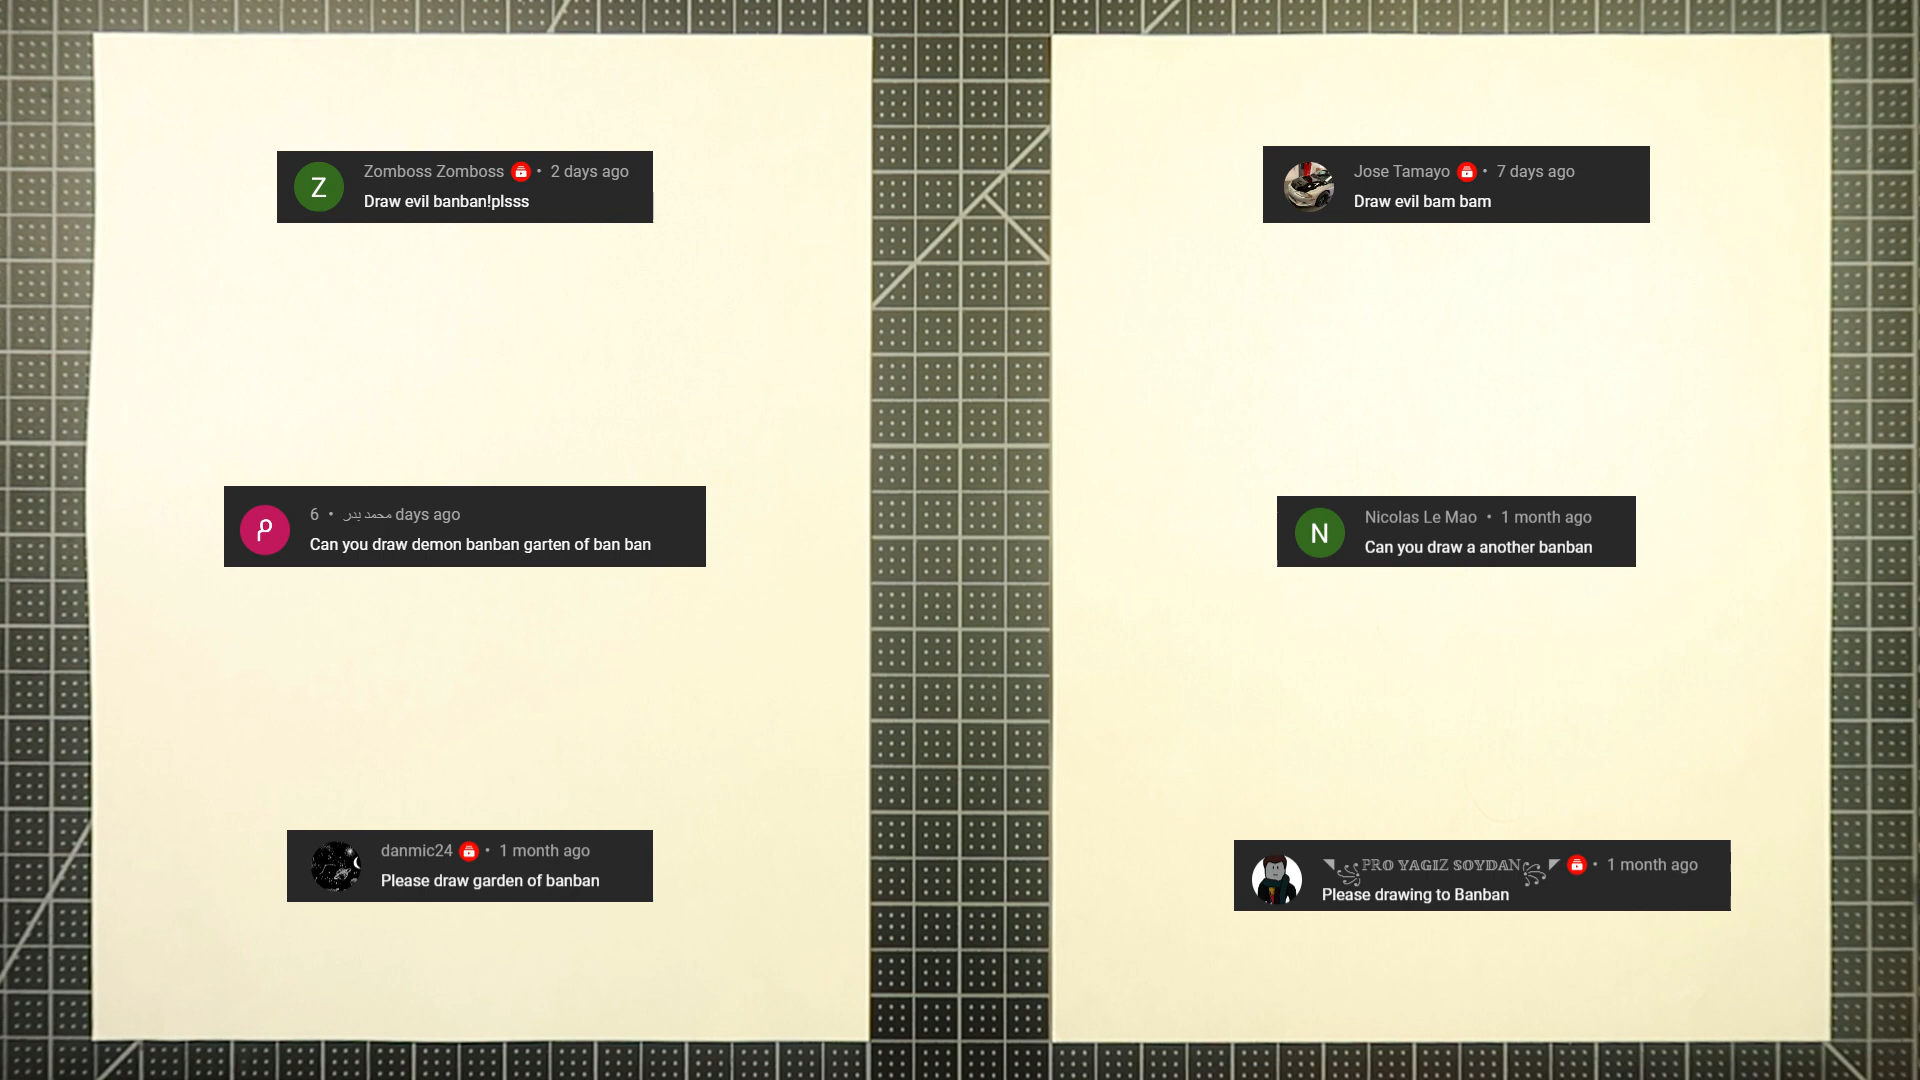 Z
Zomboss Zomboss • 2 days ago
Draw evil banban!plsss
م
6 • محمد بدر days ago
Can you draw demon banban garten of ban ban
danmic24 • 1 month ago
Please draw garden of banban
Jose Tamayo • 7 days ago
Draw evil bam bam
N
Nicolas Le Mao • 1 month ago
Can you draw a another banban
◥꧁PRO YAGIZ SOYDAN꧂◤ • 1 month ago
Please drawing to Banban